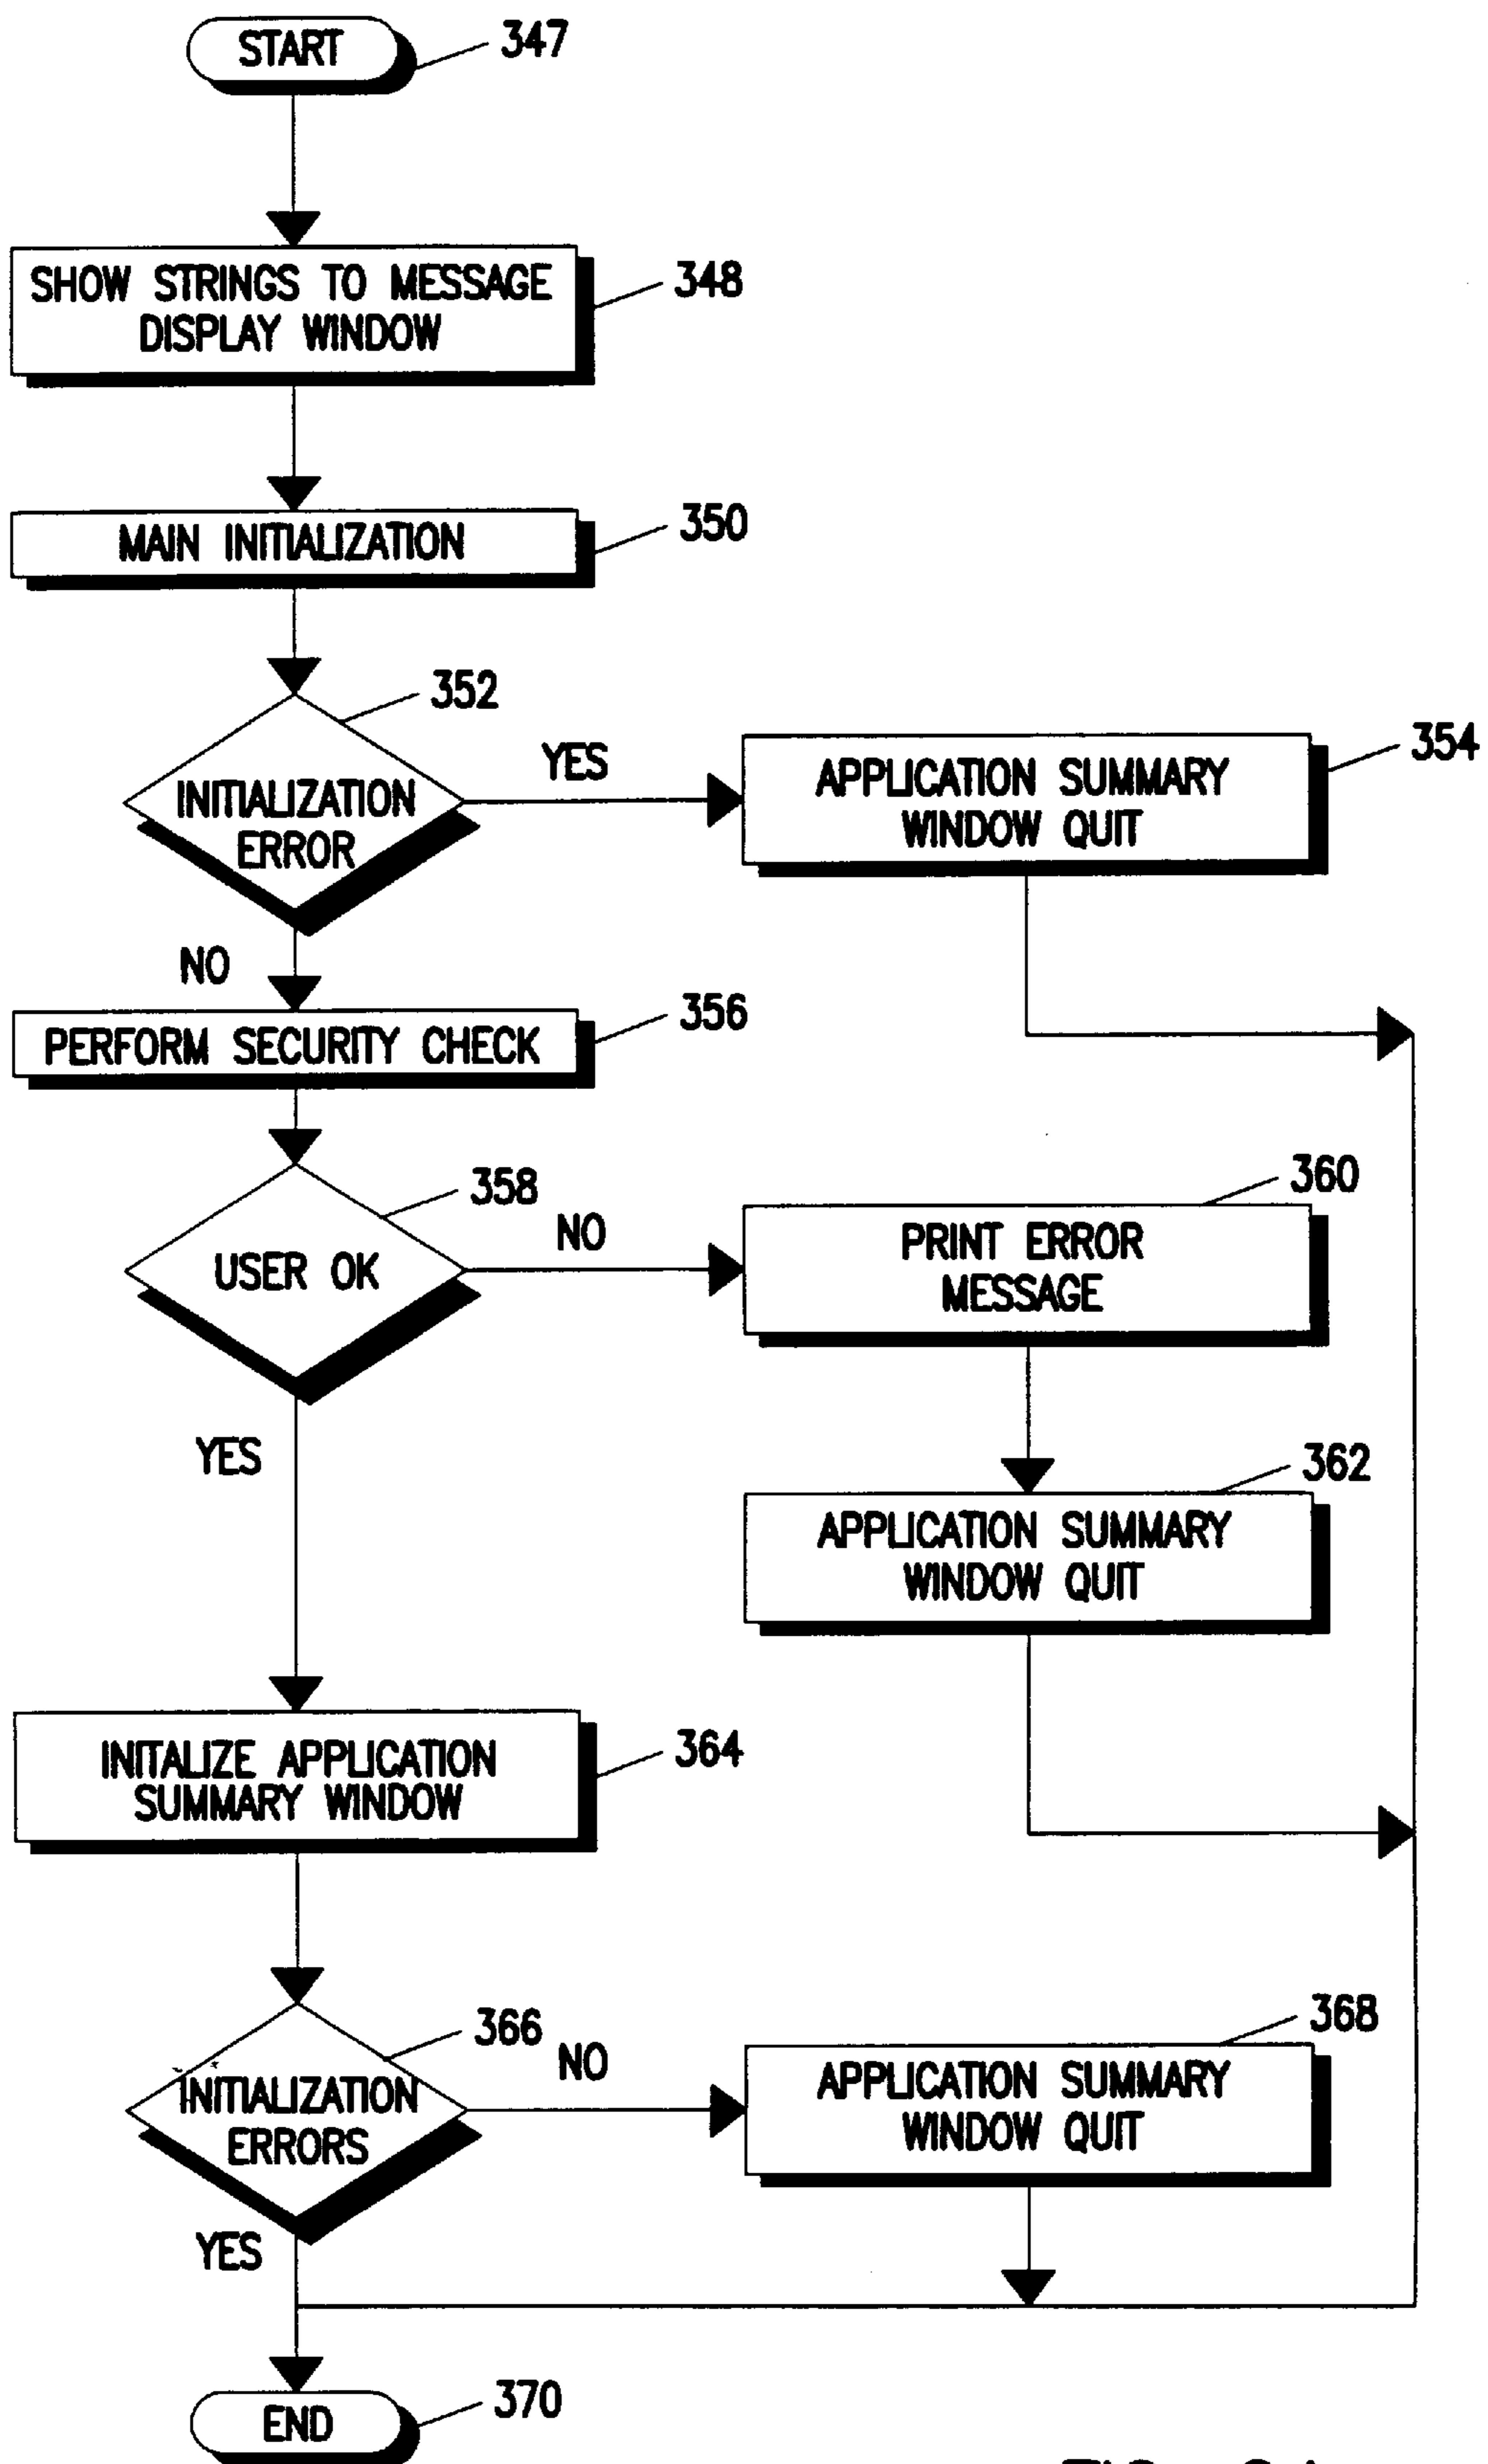 START
347
SHOW STRINGS TO MESSAGE
DISPLAY WINDOW
348
MAIN INITIALIZATION
350
352
INITIALIZATION
ERROR
YES
APPLICATION SUMMARY
WINDOW QUIT
354
NO
PERFORM SECURITY CHECK
356
358
USER OK
NO
360
PRINT ERROR
MESSAGE
YES
362
APPLICATION SUMMARY
WINDOW QUIT
INITALIZE APPLICATION
SUMMARY WINDOW
364
366
INITIALIZATION
ERRORS
NO
368
APPLICATION SUMMARY
WINDOW QUIT
YES
END
370